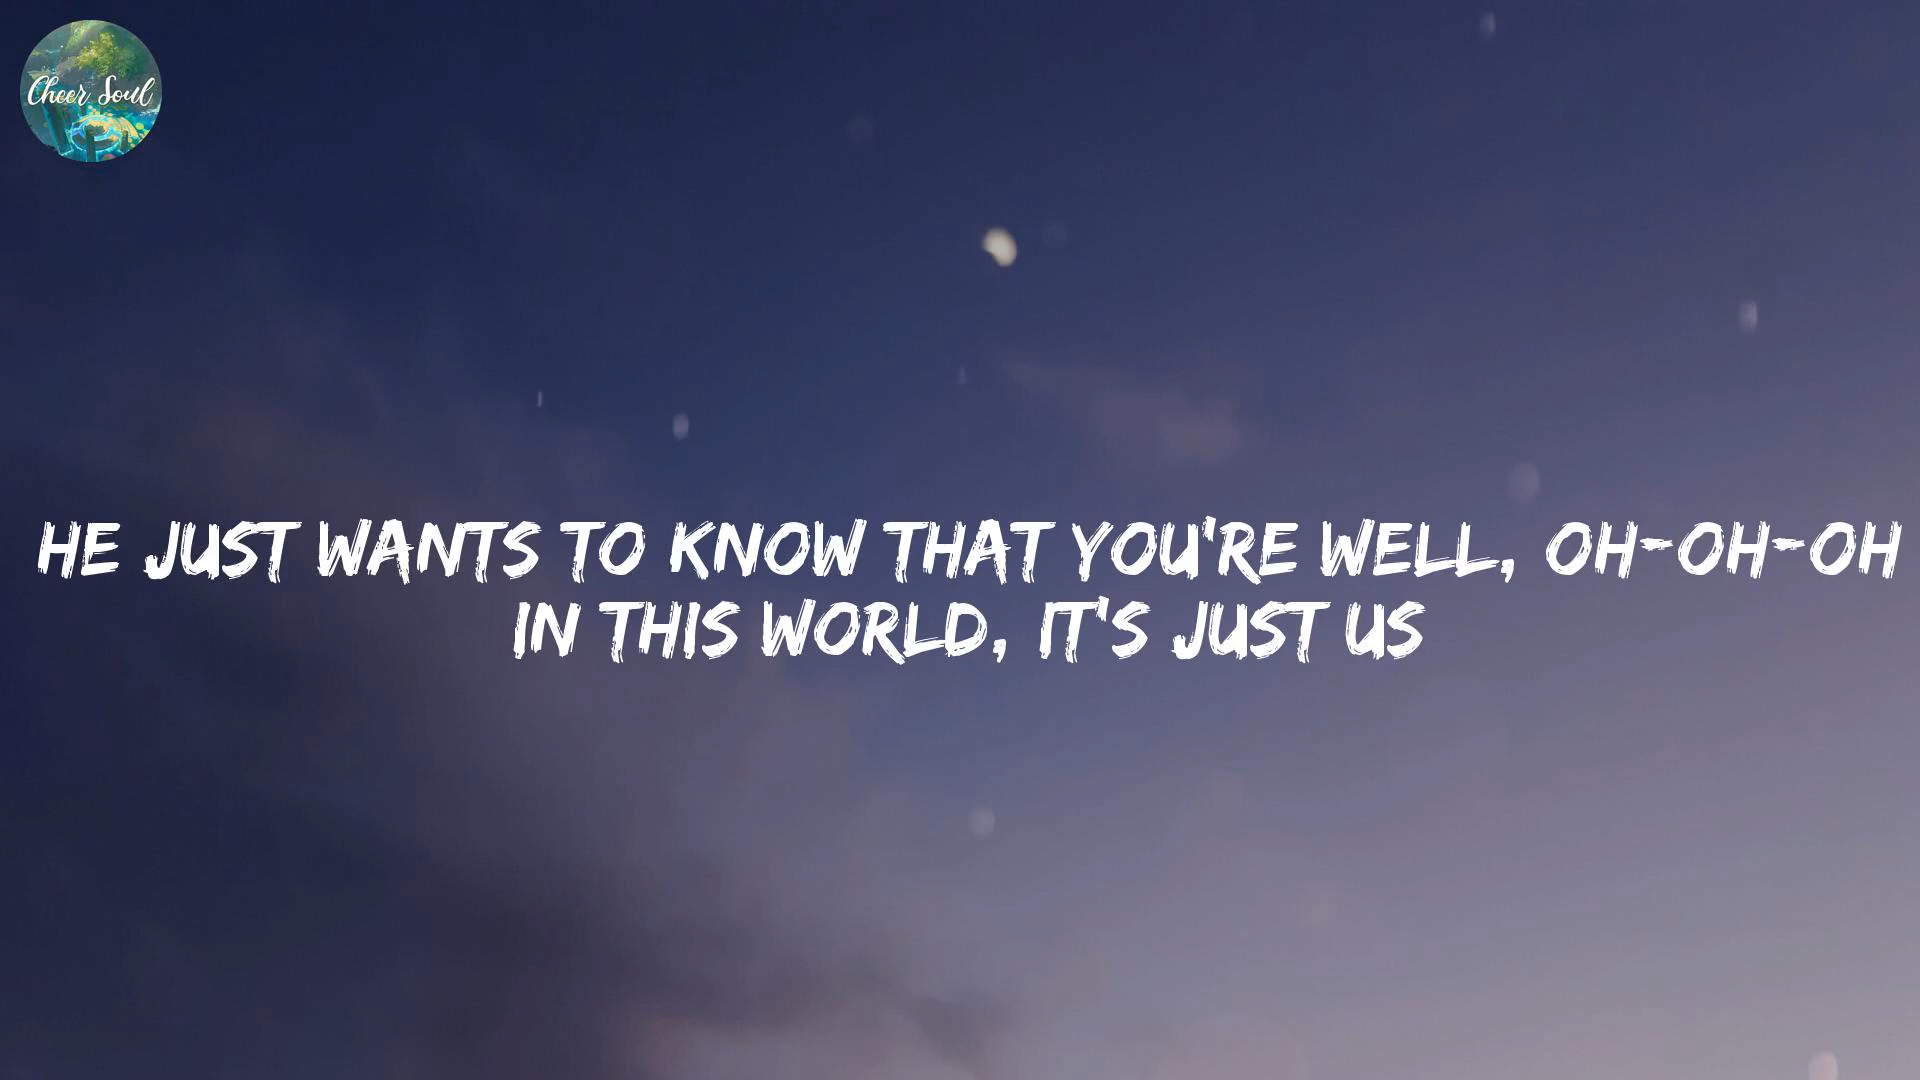 Cheer Soul
HE JUST WANTS TO KNOW THAT YOU'RE WELL, OH-OH-OH
IN THIS WORLD, IT'S JUST US